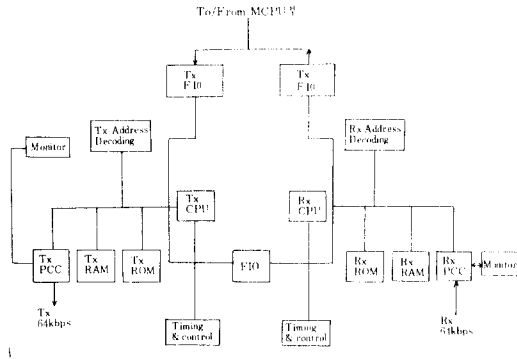 To/From MCPU
Tx
FIO
Tx
FIO
Tx Address
Decoding
Rx Address
Decoding
Monitor
Tx
CPU
Rx
CPU
Tx
PCC
Tx
RAM
Tx
ROM
FIO
Rx
ROM
Rx
RAM
Rx
PCC
Monitor
Tx
64kbps
Rx
64kbps
Timing
& control
Timing
& control